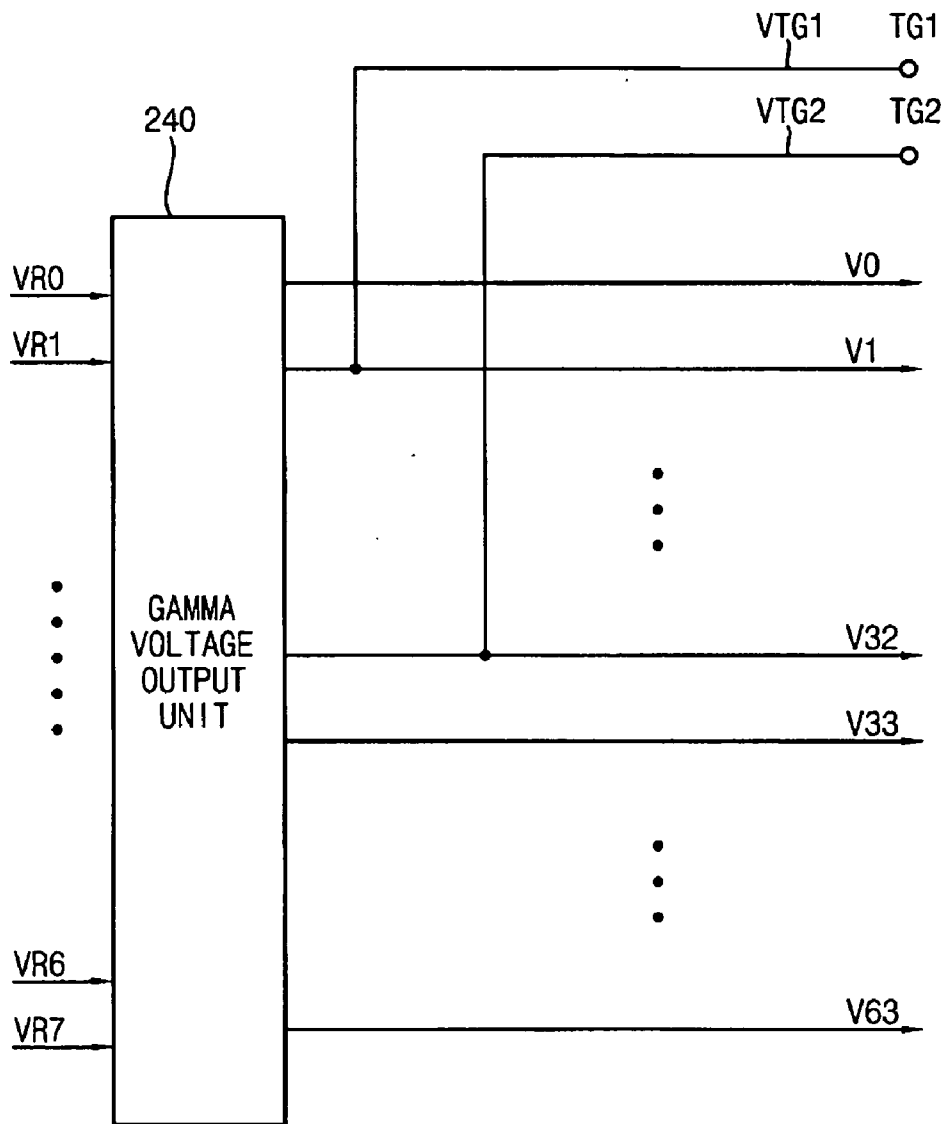 VTG1 TG1
240
VTG2 TG2
VR0
V0
VR1
V1
GAMMA
VOLTAGE
OUTPUT
UNIT
V32
V33
VR6
VR7
V63